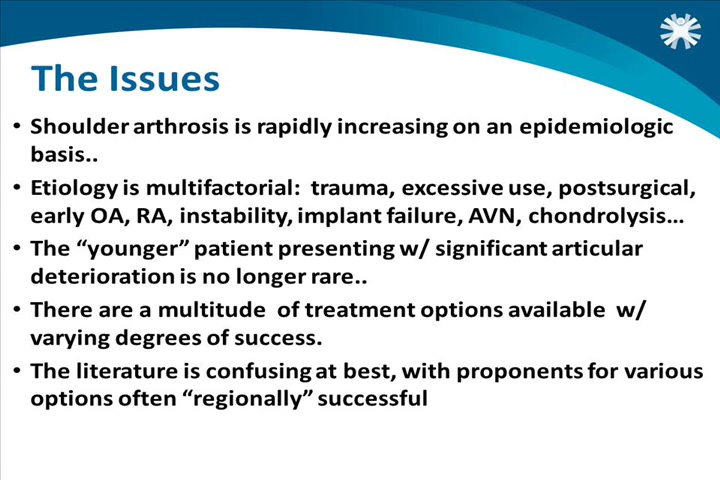 The Issues
• Shoulder arthrosis is rapidly increasing on an epidemiologic
basis..
• Etiology is multifactorial: trauma, excessive use, postsurgical,
early OA, RA, instability, implant failure, AVN, chondrolysis...
• The “younger” patient presenting w/ significant articular
deterioration is no longer rare..
• There are a multitude of treatment options available w/
varying degrees of success.
• The literature is confusing at best, with proponents for various
options often “regionally” successful